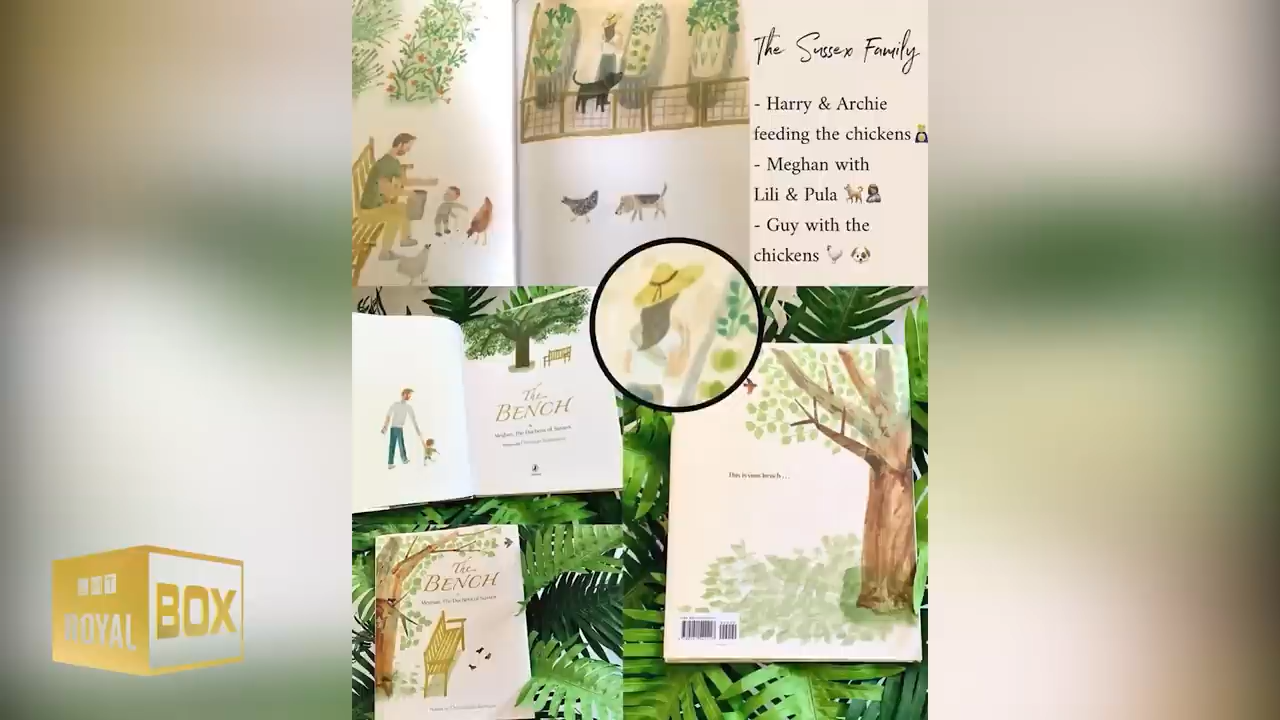 The Sussex Family
- Harry & Archie
feeding the chickens
- Meghan with
Lili & Pula
- Guy with the
chickens
The
BENCH
by
Meghan, The Duchess of Sussex
This is your bench . . .
The
BENCH
Meghan, The Duchess of Sussex
ROYAL
BOX